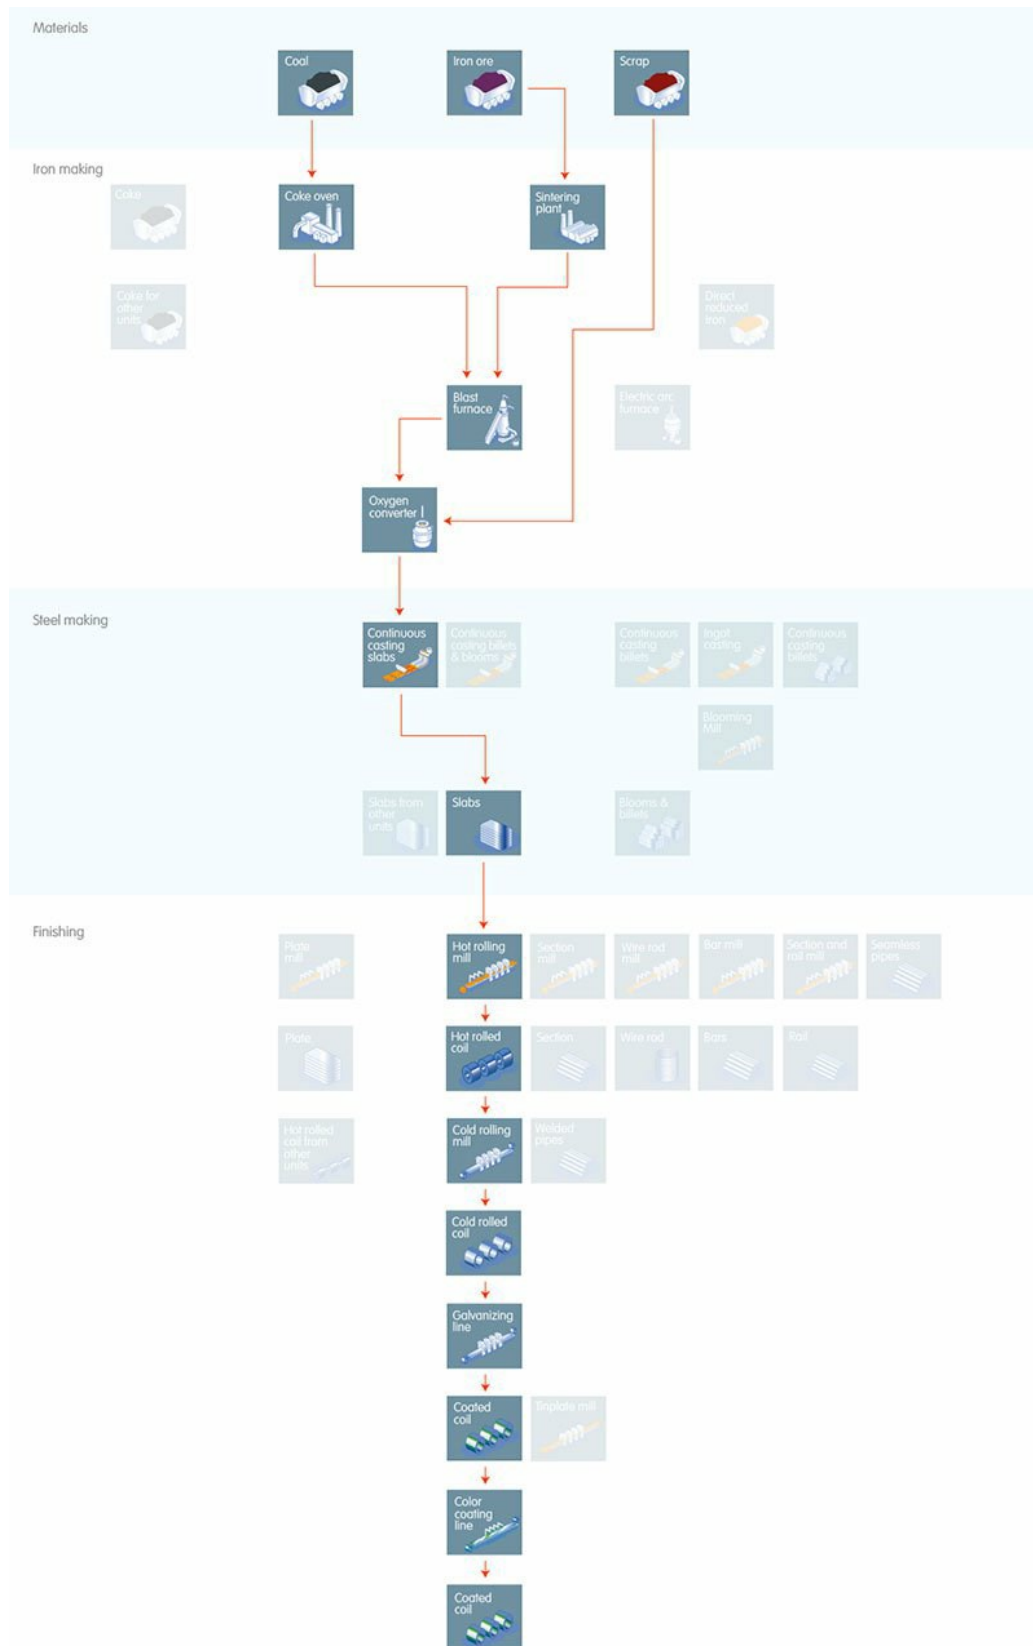 Materials
Coal
Iron ore
Scrap
Iron making
Coke
Coke oven
Sintering
plant
Coke for
other
units
Direct
reduced
iron
Blast
furnace
Electric arc
furnace
Oxygen
converter
Steel making
Continuous
casting
slabs
Continuous
casting billets
& blooms
Continuous
casting
billets
Ingot
casting
Continuous
casting
billets
Blooming
Mill
Slabs from
other
units
Slabs
Blooms &
billets
Finishing
Plate
mill
Hot rolling
mill
Section
mill
Wire rod
mill
Bar mill
Section and
rail mill
Seamless
pipes
Plate
Hot rolled
coil
Section
Wire rod
Bars
Rail
Hot rolled
coil from
other
units
Cold rolling
mill
Welded
pipes
Cold rolled
coil
Galvanizing
line
Coated
coil
Tinplate mill
Color
coating
line
Coated
coil